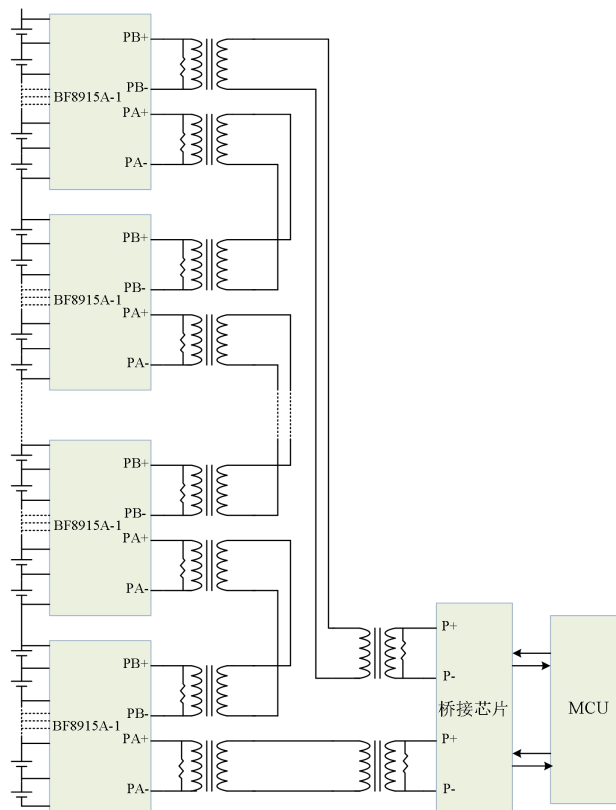 PB+
BF8915A-1
PB-
PA+
PA-
PB+
BF8915A-1
PB-
PA+
PA-
PB+
BF8915A-1
PB-
PA+
PA-
PB+
BF8915A-1
PB-
PA+
PA-
P+
P-
桥接芯片
P+
P-
MCU